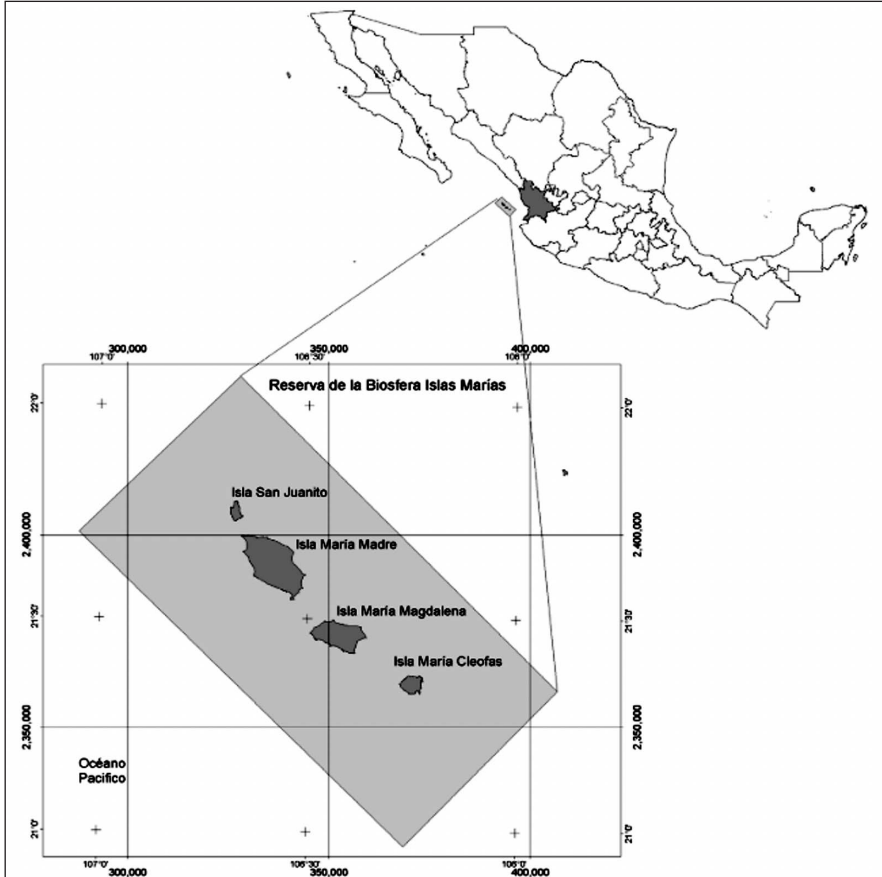 300,000 350,000 400,000
107°0' 106°30' 106°0'
Reserva de la Biosfera Islas Marías
22°0' 22°0'
Isla San Juanito
2,400,000 2,400,000
Isla María Madre
Isla María Magdalena
21°30' 21°30'
Isla María Cleofas
2,350,000 2,350,000
Océano
Pacifico
21°0' 21°0'
107°0' 106°30' 106°0'
300,000 350,000 400,000